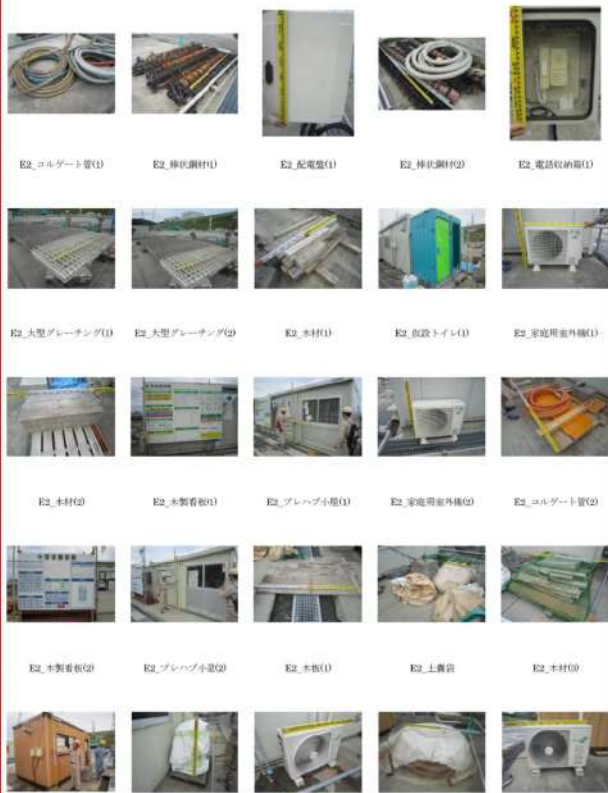 E2_コルゲート管(1)
E2_棒状鋼材(1)
E2_配電盤(1)
E2_棒状鋼材(2)
E2_電話収納箱(1)
E2_大型グレーチング(1)
E2_大型グレーチング(2)
E2_木材(1)
E2_仮設トイレ(1)
E2_家庭用室外機(1)
E2_木材(2)
E2_木製看板(1)
E2_プレハブ小屋(1)
E2_家庭用室外機(2)
E2_コルゲート管(2)
E2_木製看板(2)
E2_プレハブ小屋(2)
E2_木板(1)
E2_土嚢袋
E2_木材(3)